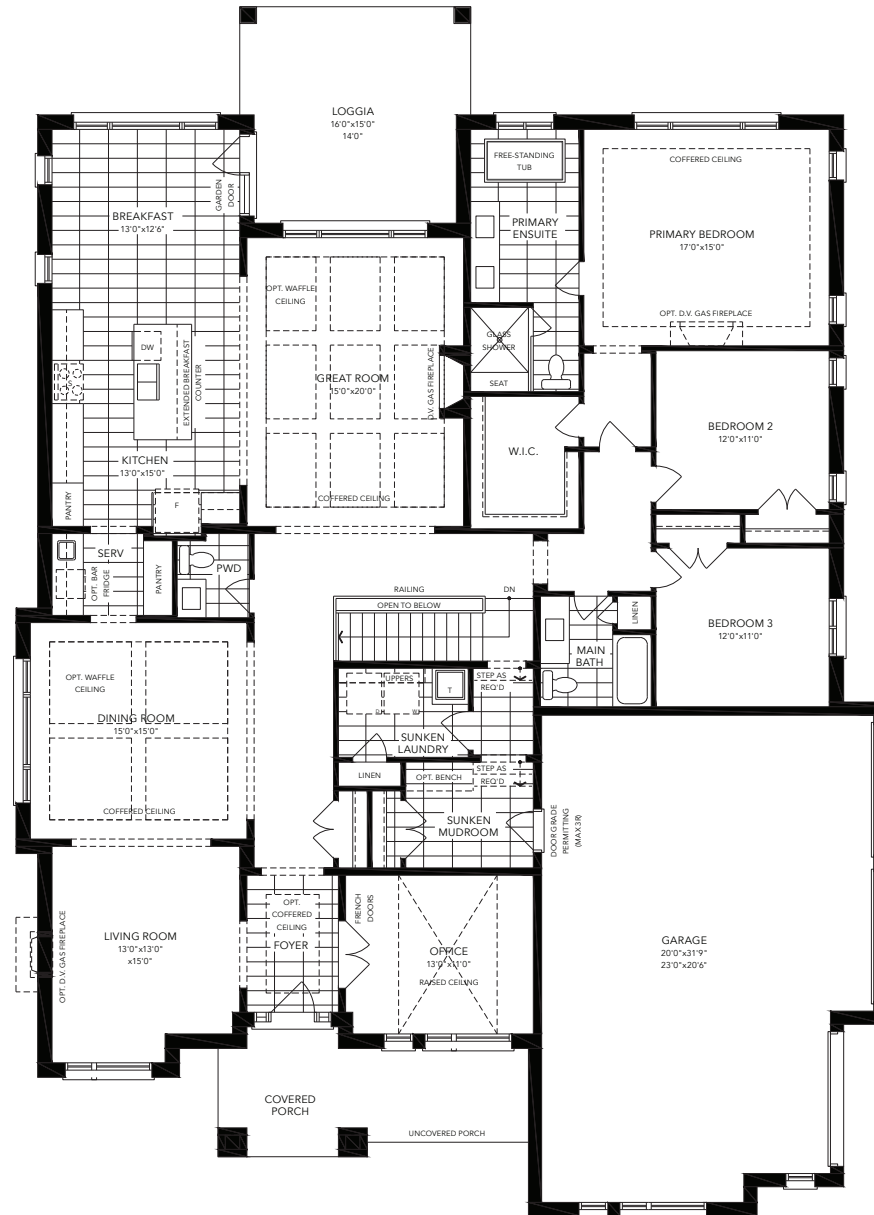 LOGGIA
16'0"x15'0"
14'0"
BREAKFAST
13'0"x12'6"
GARDEN
DOOR
FREE-STANDING
TUB
PRIMARY
ENSUITE
COFFERED CEILING
PRIMARY BEDROOM
17'0"x15'0"
OPT. D.V. GAS FIREPLACE
OPT. WAFFLE
CEILING
GREAT ROOM
15'0"x20'0"
D.V. GAS FIREPLACE
COFFERED CEILING
GLASS
SHOWER
SEAT
DW
EXTENDED BREAKFAST
COUNTER
S
KITCHEN
13'0"x15'0"
PANTRY
F
W.I.C.
BEDROOM 2
12'0"x11'0"
SERV
OPT. BAR
FRIDGE
PANTRY
PWD
RAILING
DN
OPEN TO BELOW
LINEN
MAIN
BATH
BEDROOM 3
12'0"x11'0"
OPT. WAFFLE
CEILING
DINING ROOM
15'0"x15'0"
COFFERED CEILING
UPPERS
D
W
T
STEP AS
REQ'D
SUNKEN
LAUNDRY
LINEN
OPT. BENCH
STEP AS
REQ'D
SUNKEN
MUDROOM
DOOR GRADE
PERMITTING
(MAX 3R)
LIVING ROOM
13'0"x13'0"
x15'0"
OPT. D.V. GAS FIREPLACE
OPT.
COFFERED
CEILING
FOYER
FRENCH
DOORS
OFFICE
13'0"x11'0"
RAISED CEILING
GARAGE
20'0"x31'9"
23'0"x20'6"
COVERED
PORCH
UNCOVERED PORCH